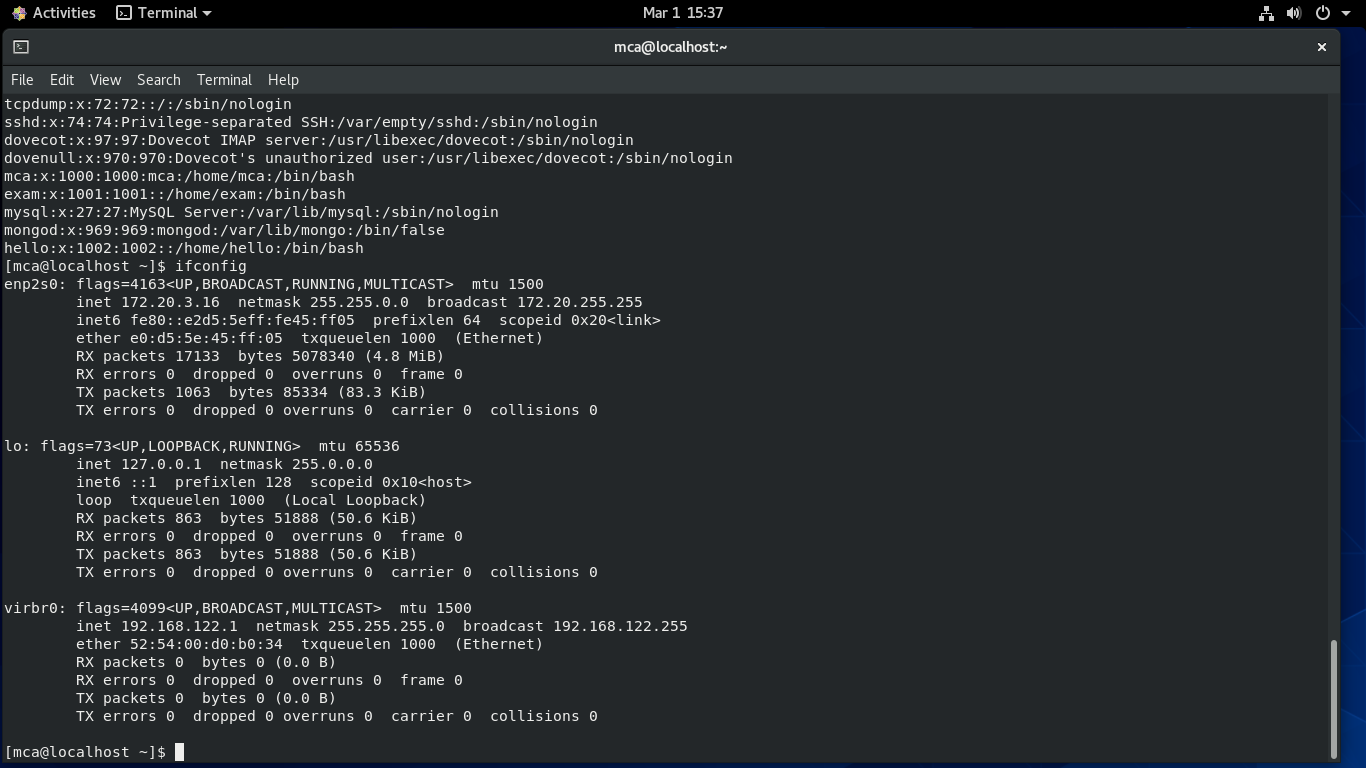 Activities Terminal Mar 1 15:37
mca@localhost:~
File Edit View Search Terminal Help
tcpdump:x:72:72::/:/sbin/nologin
sshd:x:74:74:Privilege-separated SSH:/var/empty/sshd:/sbin/nologin
dovecot:x:97:97:Dovecot IMAP server:/usr/libexec/dovecot:/sbin/nologin
dovenull:x:970:970:Dovecot's unauthorized user:/usr/libexec/dovecot:/sbin/nologin
mca:x:1000:1000:mca:/home/mca:/bin/bash
exam:x:1001:1001::/home/exam:/bin/bash
mysql:x:27:27:MySQL Server:/var/lib/mysql:/sbin/nologin
mongod:x:969:969:mongod:/var/lib/mongo:/bin/false
hello:x:1002:1002::/home/hello:/bin/bash
[mca@localhost ~]$ ifconfig
enp2s0: flags=4163<UP,BROADCAST,RUNNING,MULTICAST>  mtu 1500
        inet 172.20.3.16  netmask 255.255.0.0  broadcast 172.20.255.255
        inet6 fe80::e2d5:5eff:fe45:ff05  prefixlen 64  scopeid 0x20<link>
        ether e0:d5:5e:45:ff:05  txqueuelen 1000  (Ethernet)
        RX packets 17133  bytes 5078340 (4.8 MiB)
        RX errors 0  dropped 0  overruns 0  frame 0
        TX packets 1063  bytes 85334 (83.3 KiB)
        TX errors 0  dropped 0 overruns 0  carrier 0  collisions 0

lo: flags=73<UP,LOOPBACK,RUNNING>  mtu 65536
        inet 127.0.0.1  netmask 255.0.0.0
        inet6 ::1  prefixlen 128  scopeid 0x10<host>
        loop  txqueuelen 1000  (Local Loopback)
        RX packets 863  bytes 51888 (50.6 KiB)
        RX errors 0  dropped 0  overruns 0  frame 0
        TX packets 863  bytes 51888 (50.6 KiB)
        TX errors 0  dropped 0 overruns 0  carrier 0  collisions 0

virbr0: flags=4099<UP,BROADCAST,MULTICAST>  mtu 1500
        inet 192.168.122.1  netmask 255.255.255.0  broadcast 192.168.122.255
        ether 52:54:00:d0:b0:34  txqueuelen 1000  (Ethernet)
        RX packets 0  bytes 0 (0.0 B)
        RX errors 0  dropped 0  overruns 0  frame 0
        TX packets 0  bytes 0 (0.0 B)
        TX errors 0  dropped 0 overruns 0  carrier 0  collisions 0

[mca@localhost ~]$